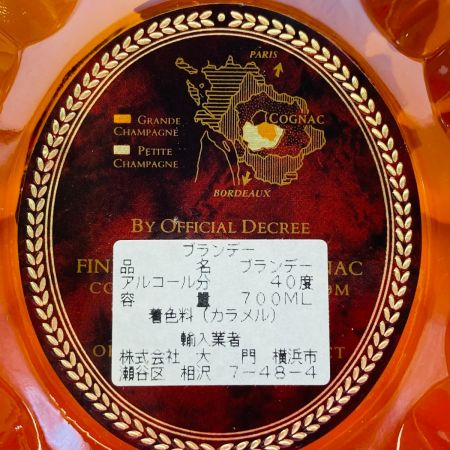 PARIS
COGNAC
GRANDE
CHAMPAGNE
PETITE
CHAMPAGNE
BORDEAUX
BY OFFICIAL DECREE
ブランデー
品 名 ブランデー
アルコール分 40度
容 量 700ML
着色料(カラメル)
輸入業者
株式会社 大 門 横浜市
瀬谷区 相沢 7-48-4